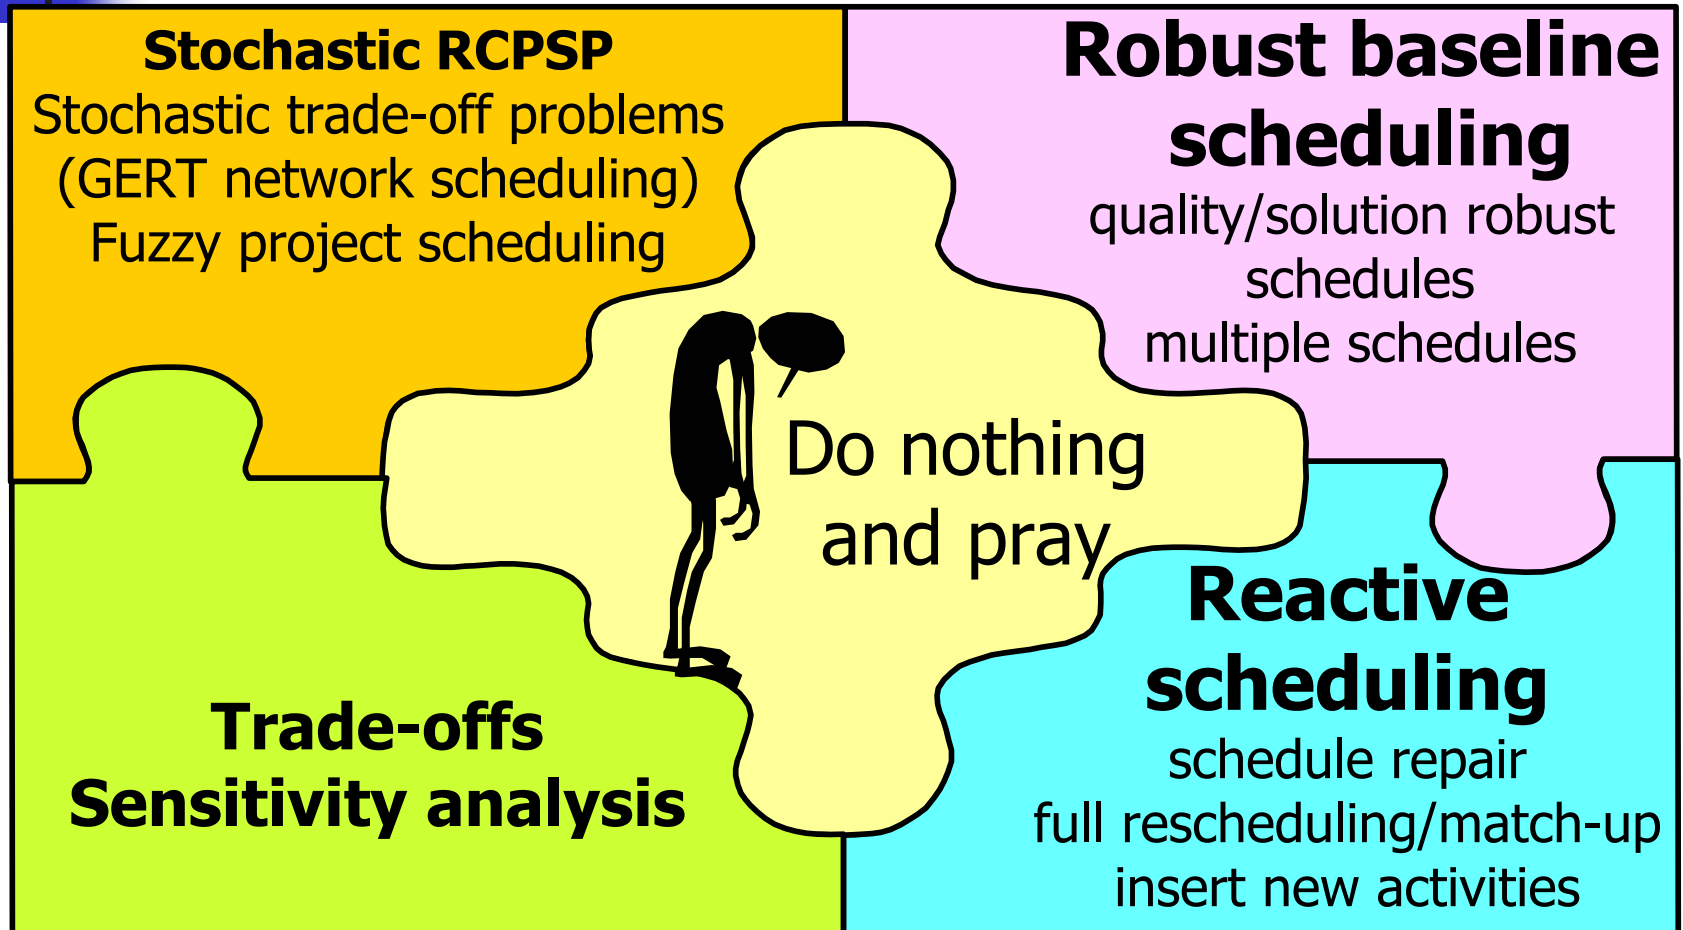 Stochastic RCPSP
Stochastic trade-off problems
(GERT network scheduling)
Fuzzy project scheduling
Robust baseline
scheduling
quality/solution robust
schedules
multiple schedules
Do nothing
and pray
Trade-offs
Sensitivity analysis
Reactive
scheduling
schedule repair
full rescheduling/match-up
insert new activities